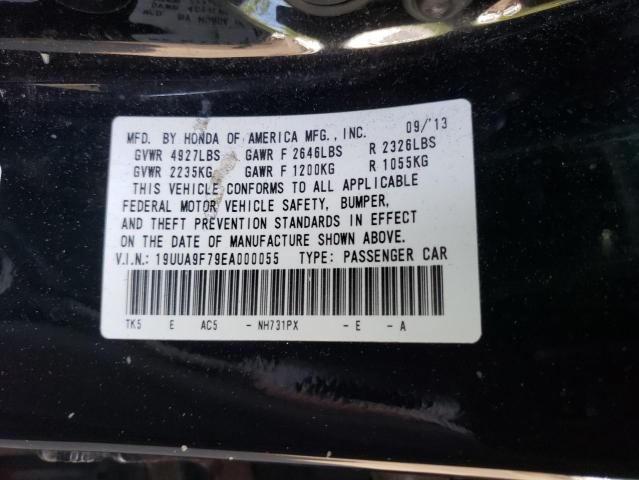 MFD. BY HONDA OF AMERICA MFG., INC. 09/'13
GVWR 4927LBS GAWR F 2646LBS R 2326LBS
GVWR 2235KG GAWR F 1200KG R 1055KG
THIS VEHICLE CONFORMS TO ALL APPLICABLE
FEDERAL MOTOR VEHICLE SAFETY, BUMPER,
AND THEFT PREVENTION STANDARDS IN EFFECT
ON THE DATE OF MANUFACTURE SHOWN ABOVE.
V.I.N.: 19UUA9F79EA000055 TYPE: PASSENGER CAR
TK5 E AC5 - NH731PX - E - A